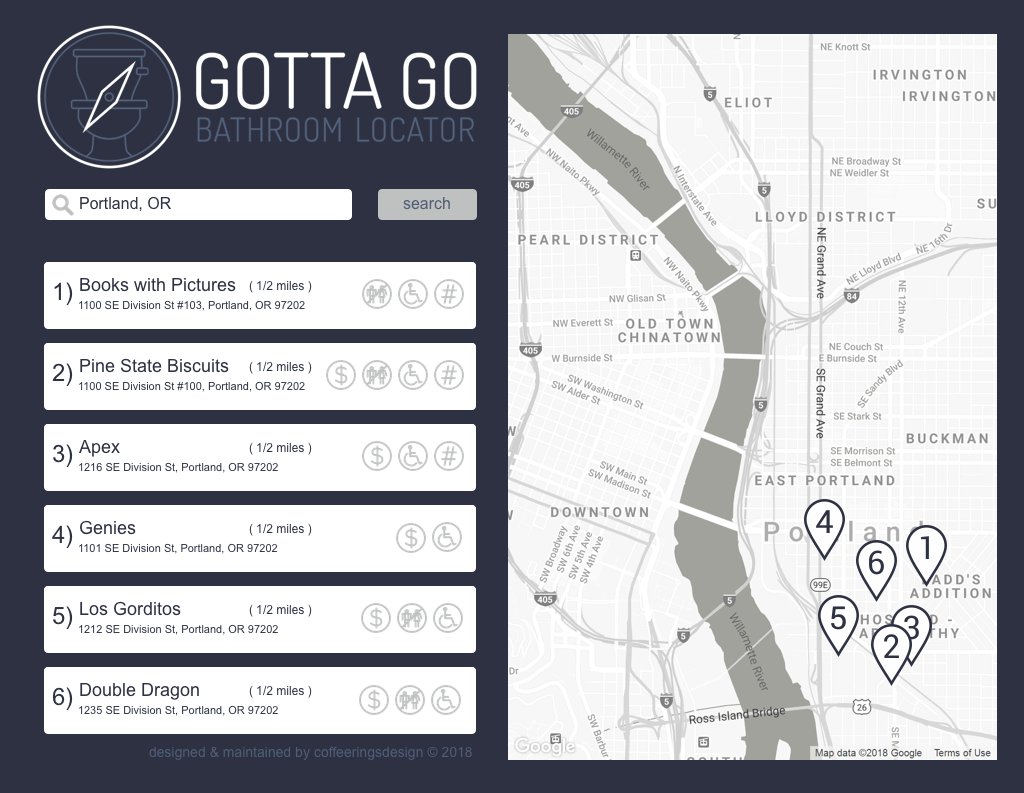 GOTTA GO
BATHROOM LOCATOR
Portland, OR
search
1) Books with Pictures ( 1/2 miles )
1100 SE Division St #103, Portland, OR 97202
#
2) Pine State Biscuits ( 1/2 miles )
1100 SE Division St #100, Portland, OR 97202
$ #
3) Apex ( 1/2 miles )
1216 SE Division St, Portland, OR 97202
$ #
4) Genies ( 1/2 miles )
1101 SE Division St, Portland, OR 97202
$
5) Los Gorditos ( 1/2 miles )
1212 SE Division St, Portland, OR 97202
$
6) Double Dragon ( 1/2 miles )
1235 SE Division St, Portland, OR 97202
$
designed & maintained by coffeeringsdesign © 2018
NE Knott St
IRVINGTON
IRVINGTON
ELIOT
5
405
Willamette River
NW Naito Pkwy
N Interstate Ave
NE Broadway St
NE Weidler St
405
5
LLOYD DISTRICT
PEARL DISTRICT
NE Grand Ave
NE Lloyd Blvd
NE 16th Dr
NW Naito Pkwy
NW Glisan St
84
NE 12th Ave
NW Everett St
OLD TOWN
CHINATOWN
405
W Burnside St
NE Couch St
E Burnside St
SW Washington St
SW Alder St
5
SE Grand Ave
SE Sandy Blvd
SE Stark St
BUCKMAN
SE Morrison St
SE Belmont St
SW Main St
SW Madison St
EAST PORTLAND
DOWNTOWN
Portland
4
1
6
SW Broadway
SW 6th Ave
SW 5th Ave
SW 4th Ave
99E
LADD'S
ADDITION
405
5
5
3
2
5
Willamette River
Dr
5
26
Ross Island Bridge
SW Barbur
Google
Map data ©2018 Google Terms of Use